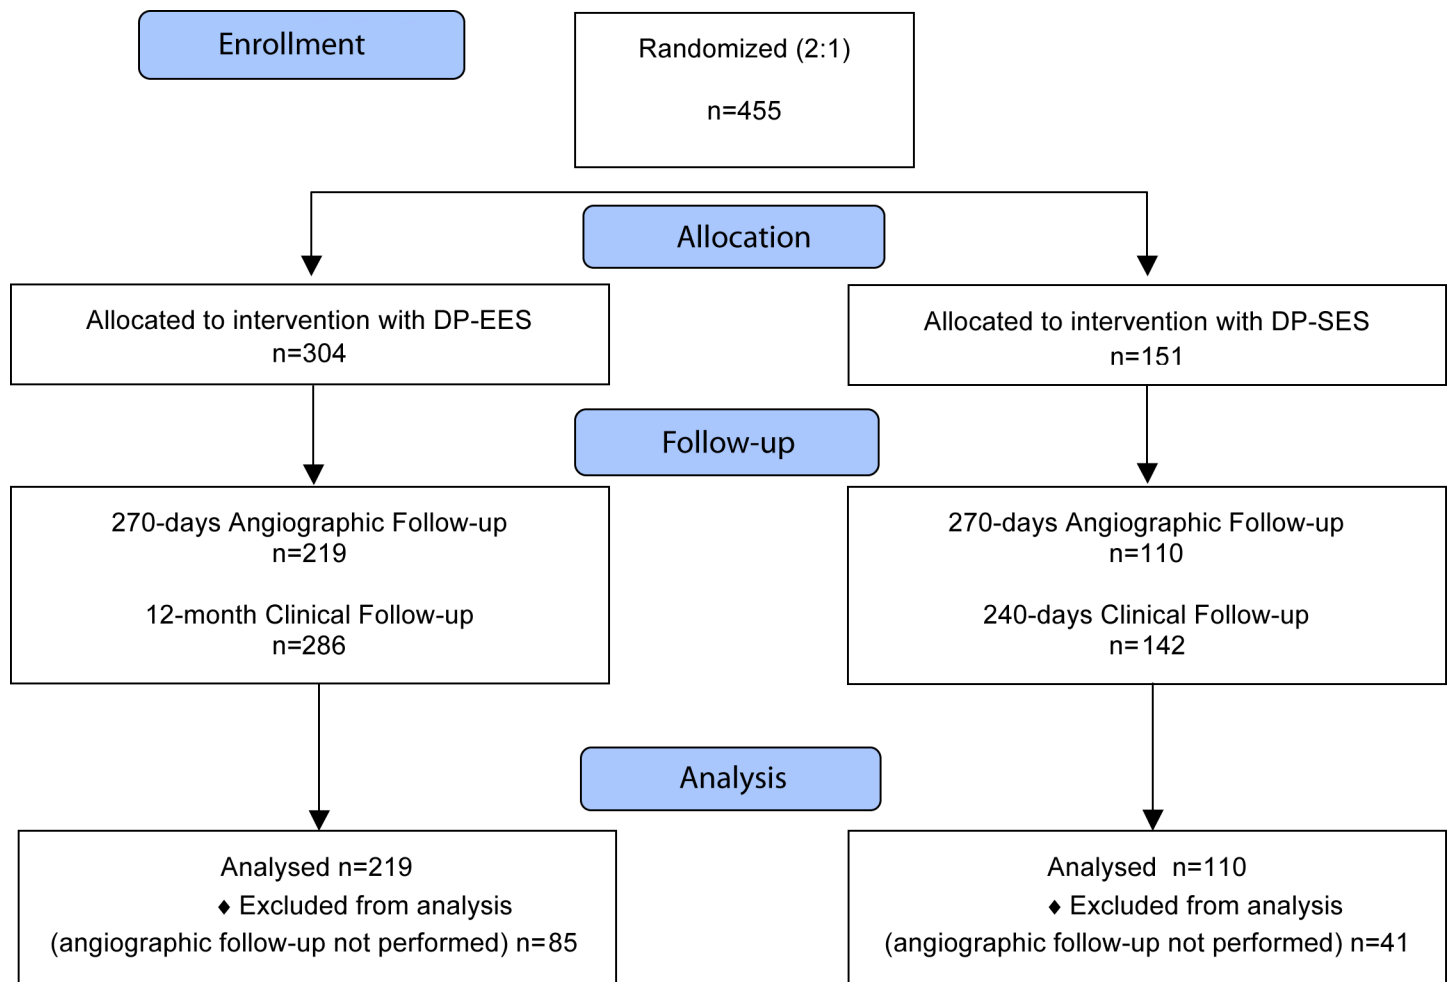 Enrollment
Randomized (2:1)
n=455
Allocation
Allocated to intervention with DP-EES
n=304
Allocated to intervention with DP-SES
n=151
Follow-up
270-days Angiographic Follow-up
n=219
12-month Clinical Follow-up
n=286
270-days Angiographic Follow-up
n=110
240-days Clinical Follow-up
n=142
Analysis
Analysed n=219
♦ Excluded from analysis
(angiographic follow-up not performed) n=85
Analysed n=110
♦ Excluded from analysis
(angiographic follow-up not performed) n=41